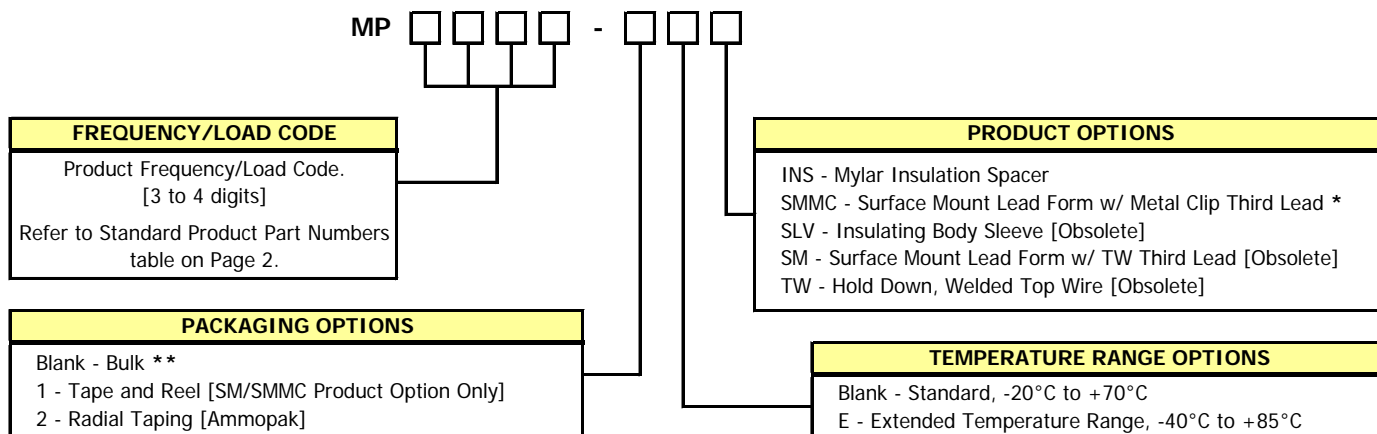 MP -
FREQUENCY/LOAD CODE
Product Frequency/Load Code.
[3 to 4 digits]
Refer to Standard Product Part Numbers
table on Page 2.
PACKAGING OPTIONS
Blank - Bulk **
1 - Tape and Reel [SM/SMMC Product Option Only]
2 - Radial Taping [Ammopak]
PRODUCT OPTIONS
INS - Mylar Insulation Spacer
SMMC - Surface Mount Lead Form w/ Metal Clip Third Lead *
SLV - Insulating Body Sleeve [Obsolete]
SM - Surface Mount Lead Form w/ TW Third Lead [Obsolete]
TW - Hold Down, Welded Top Wire [Obsolete]
TEMPERATURE RANGE OPTIONS
Blank - Standard, -20°C to +70°C
E - Extended Temperature Range, -40°C to +85°C